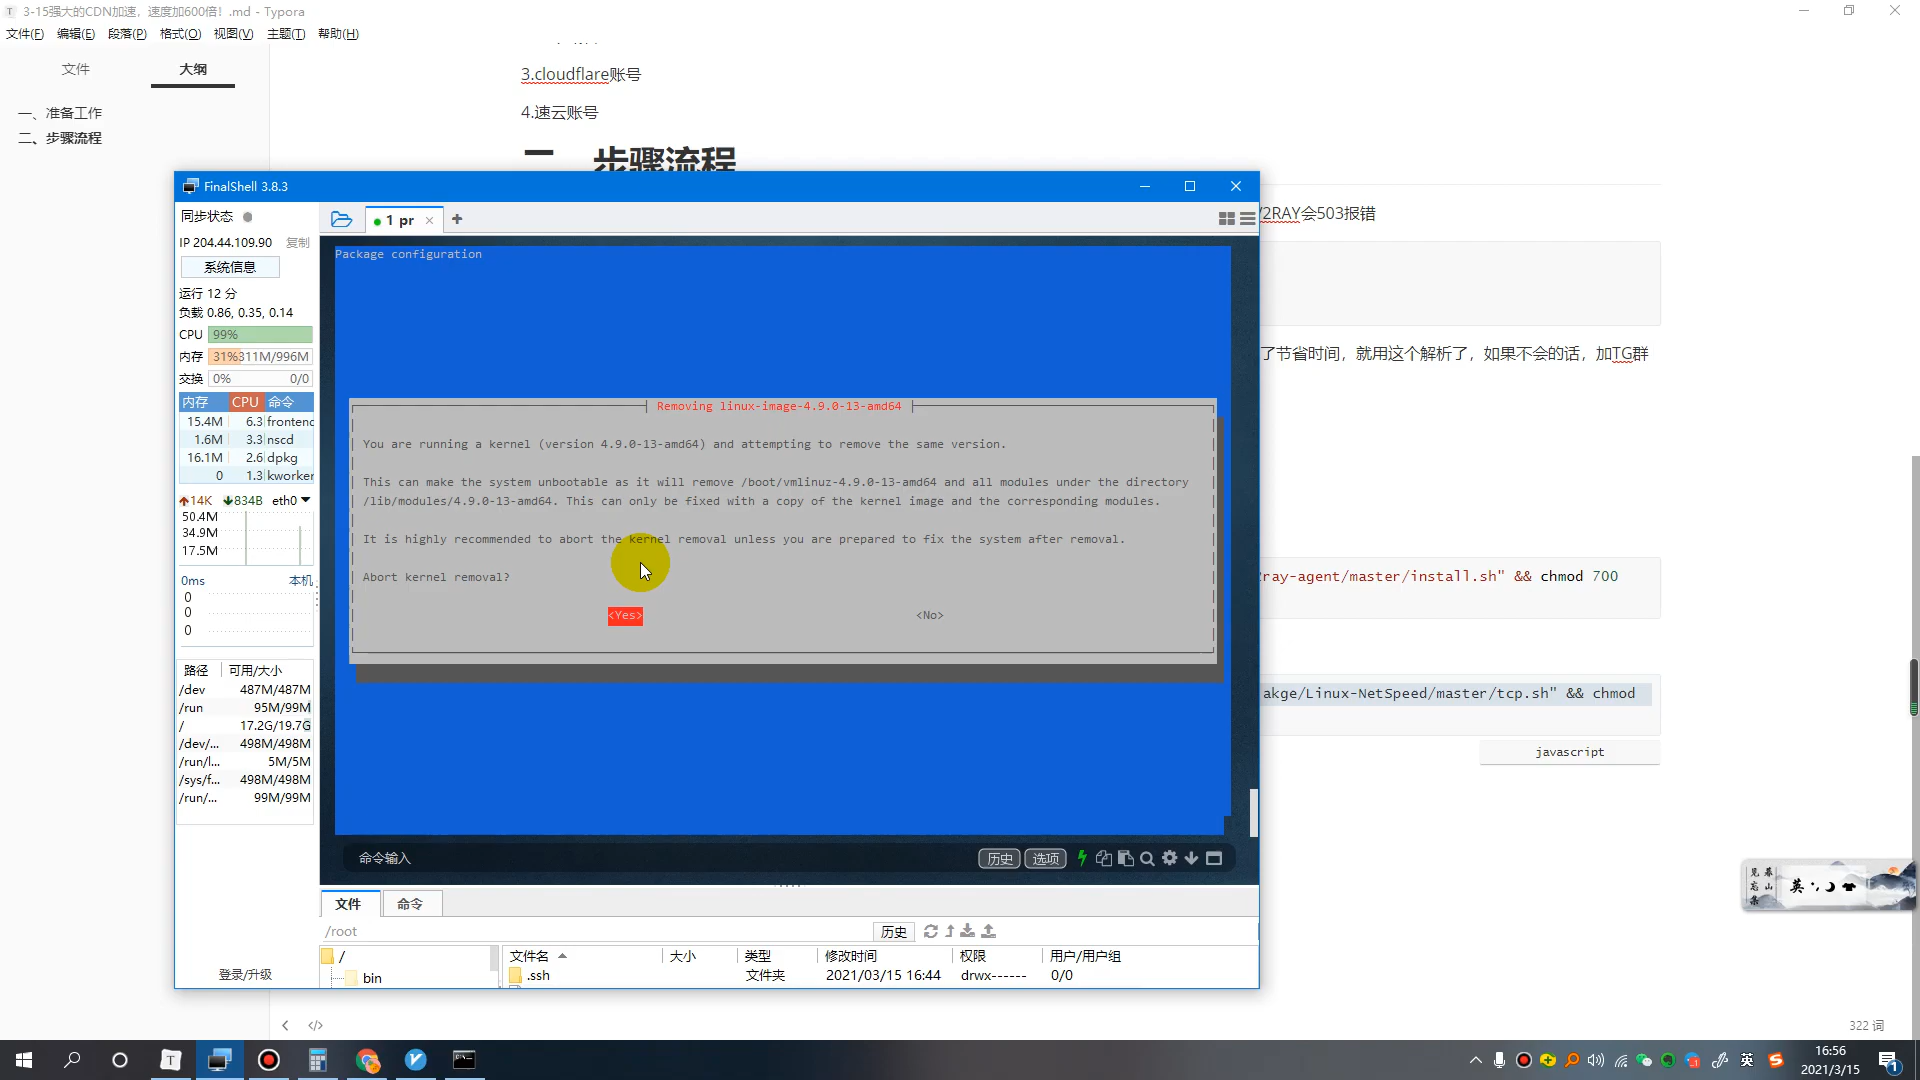 3-15强大的CDN加速，速度加600倍！.md - Typora
文件(F) 编辑(E) 段落(P) 格式(O) 视图(V) 主题(T) 帮助(H)
文件 大纲
一、准备工作
二、步骤流程
3.cloudflare账号
4.速云账号
二、步骤流程
FinalShell 3.8.3
同步状态
1 pr
2RAY会503报错
IP 204.44.109.90 复制
系统信息
Package configuration
运行 12 分
负载 0.86, 0.35, 0.14
CPU 99%
内存 31% 311M/996M
交换 0% 0/0
了节省时间，就用这个解析了，如果不会的话，加TG群
内存 CPU 命令
15.4M 6.3 frontend
1.6M 3.3 nscd
16.1M 2.6 dpkg
0 1.3 kworker
14K 834B eth0
50.4M
34.9M
17.5M
0ms 本机
0
0
0
Removing linux-image-4.9.0-13-amd64
You are running a kernel (version 4.9.0-13-amd64) and attempting to remove the same version.
This can make the system unbootable as it will remove /boot/vmlinuz-4.9.0-13-amd64 and all modules under the directory
/lib/modules/4.9.0-13-amd64. This can only be fixed with a copy of the kernel image and the corresponding modules.
It is highly recommended to abort the kernel removal unless you are prepared to fix the system after removal.
Abort kernel removal?
<Yes> <No>
ray-agent/master/install.sh" && chmod 700
akge/Linux-NetSpeed/master/tcp.sh" && chmod
javascript
路径 可用/大小
/dev 487M/487M
/run 95M/99M
/ 17.2G/19.7G
/dev/... 498M/498M
/run/l... 5M/5M
/sys/f... 498M/498M
/run/... 99M/99M
命令输入 历史 选项
文件 命令
/root 历史
/
bin
文件名 大小 类型 修改时间 权限 用户/用户组
.ssh 文件夹 2021/03/15 16:44 drwx------ 0/0
登录/升级
322 词
英
英
16:56
2021/3/15
1